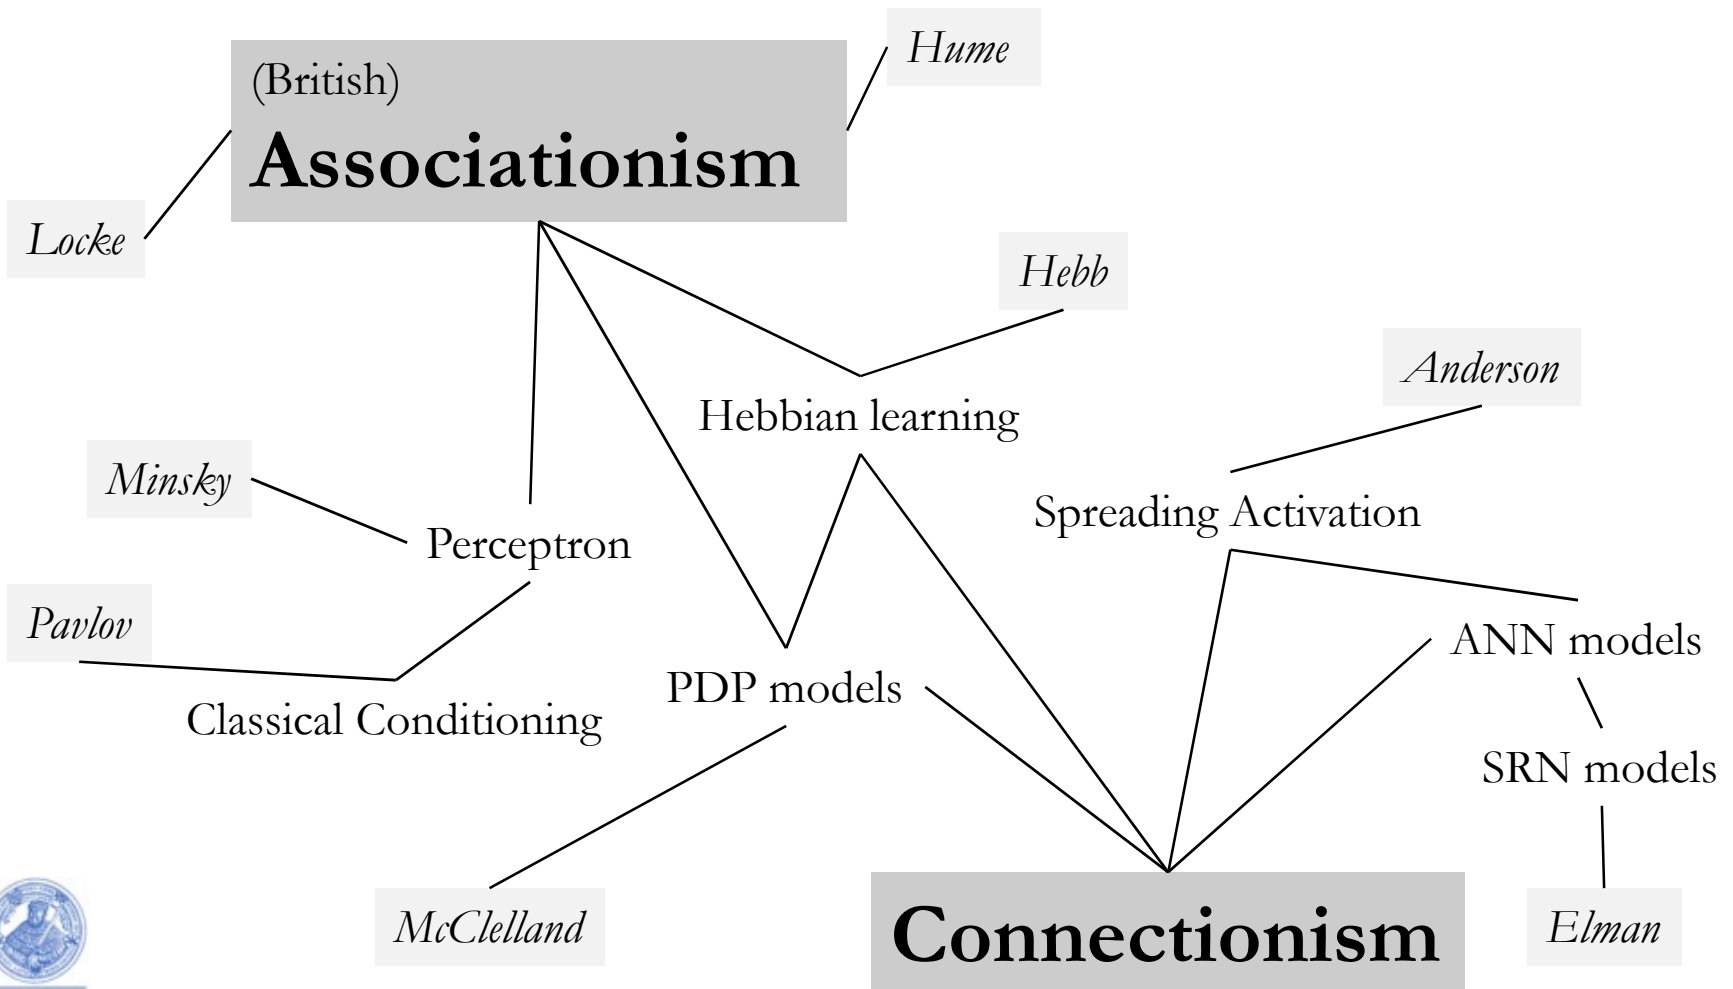 Hume
(British)
Associationism
Locke
Hebb
Anderson
Hebbian learning
Minsky
Spreading Activation
Perceptron
Pavlov
ANN models
PDP models
Classical Conditioning
SRN models
McClelland
Connectionism
Elman